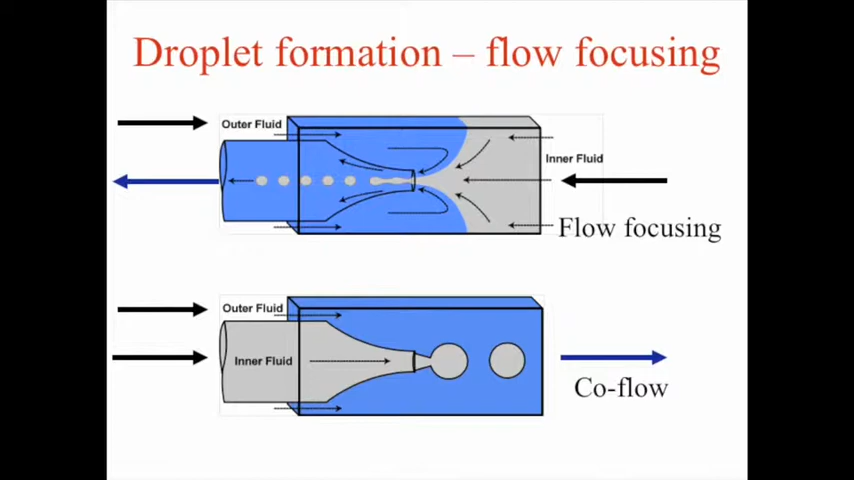 Droplet formation – flow focusing
Outer Fluid
Inner Fluid
Flow focusing
Outer Fluid
Inner Fluid
Co-flow